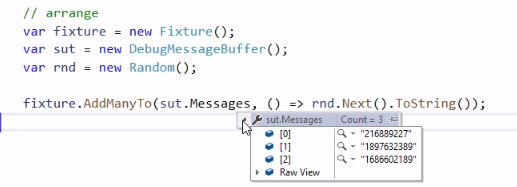 // arrange
var fixture = new Fixture();
var sut = new DebugMessageBuffer();
var rnd = new Random();
fixture.AddManyTo(sut.Messages, () => rnd.Next().ToString());
sut.Messages Count = 3
[0] "216889227"
[1] "1897632389"
[2] "1686602189"
Raw View